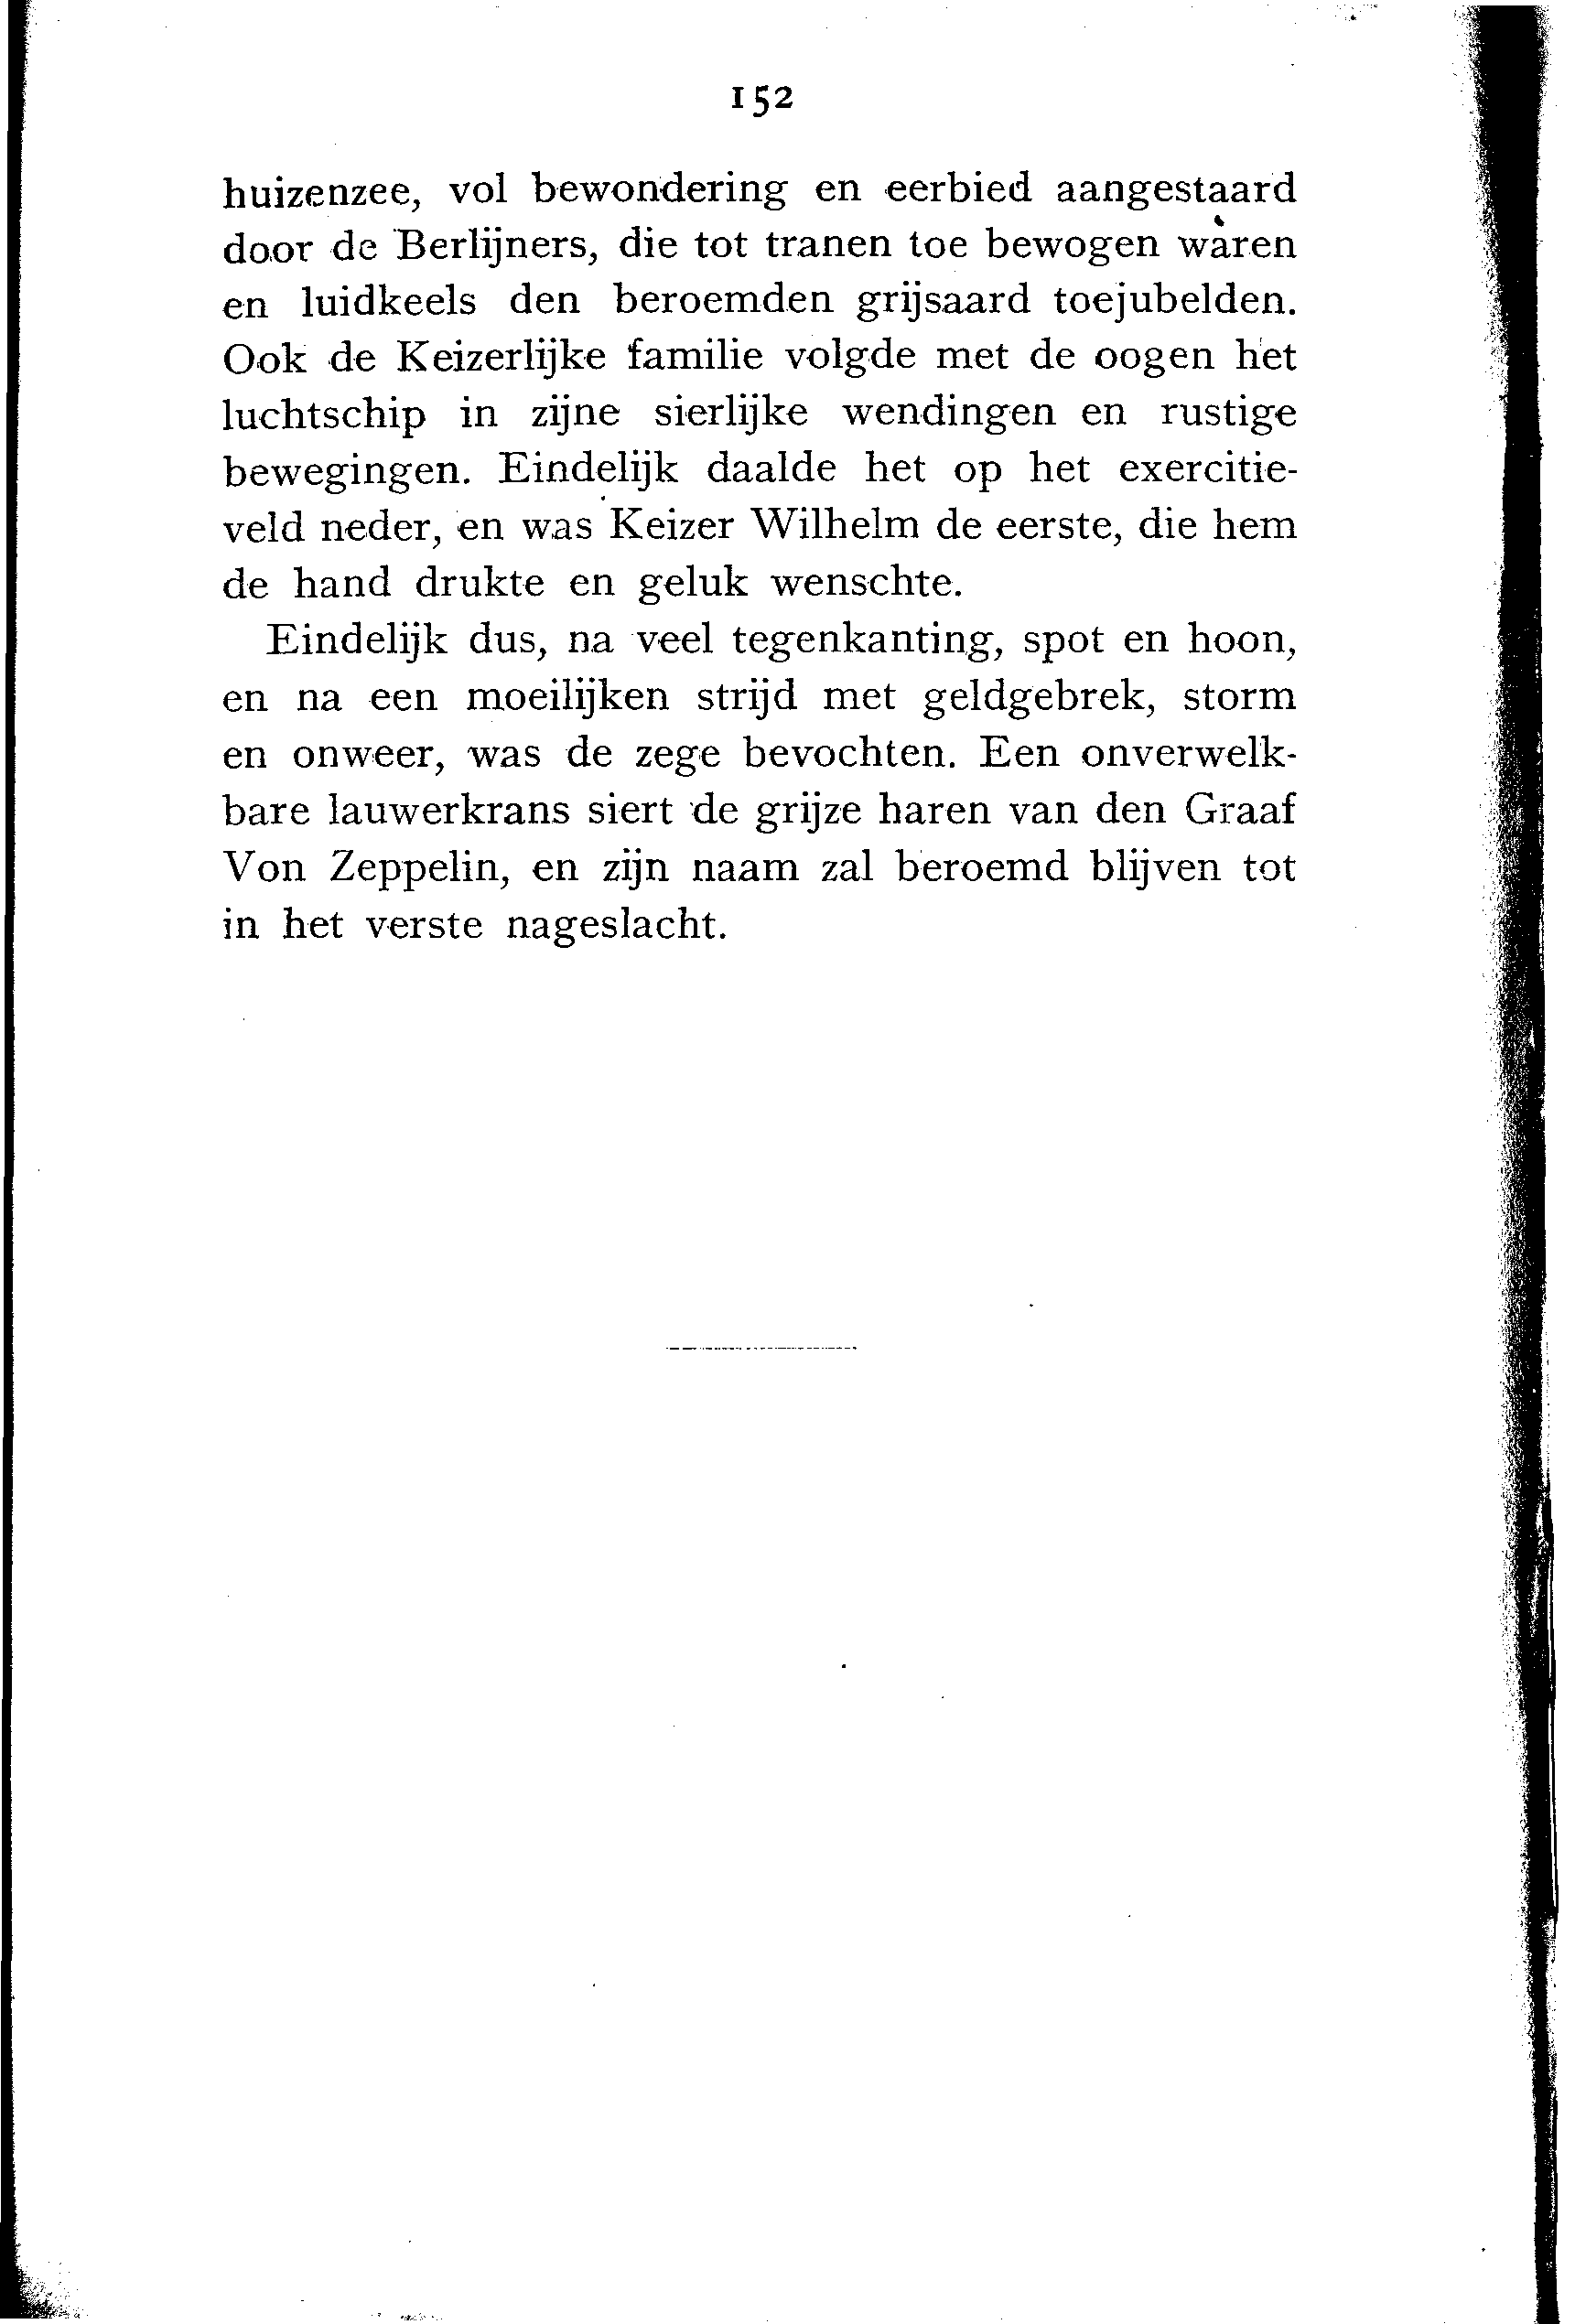 152
huizenzee, vol bewondering en eerbied aangestaard
door de Berlijners, die tot tranen toe bewogen waren
en luidkeels den beroemden grijsaard toejubelden.
Ook de Keizerlijke familie volgde met de oogen het
luchtschip in zijne sierlijke wendingen en rustige
bewegingen. Eindelijk daalde het op het exercitie-
veld neder, en was Keizer Wilhelm de eerste, die hem
de hand drukte en geluk wenschte.
Eindelijk dus, na veel tegenkanting, spot en hoon,
en na een moeilijken strijd met geldgebrek, storm
en onweer, was de zege bevochten. Een onverwelk-
bare lauwerkrans siert de grijze haren van den Graaf
Von Zeppelin, en zijn naam zal beroemd blijven tot
in het verste nageslacht.